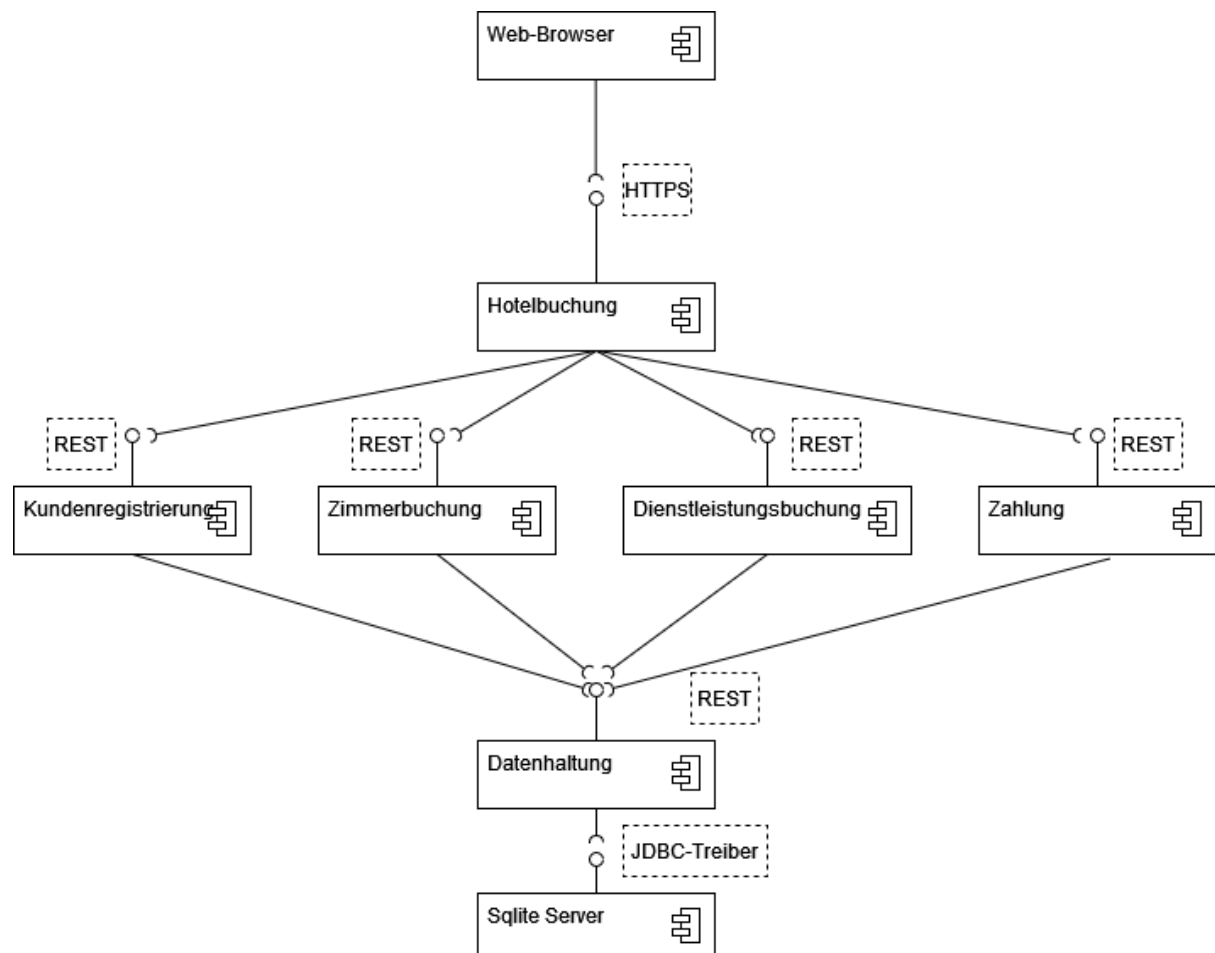 Web-Browser
HTTPS
Hotelbuchung
REST
REST
REST
REST
Kundenregistrierung
Zimmerbuchung
Dienstleistungsbuchung
Zahlung
REST
Datenhaltung
JDBC-Treiber
Sqlite Server